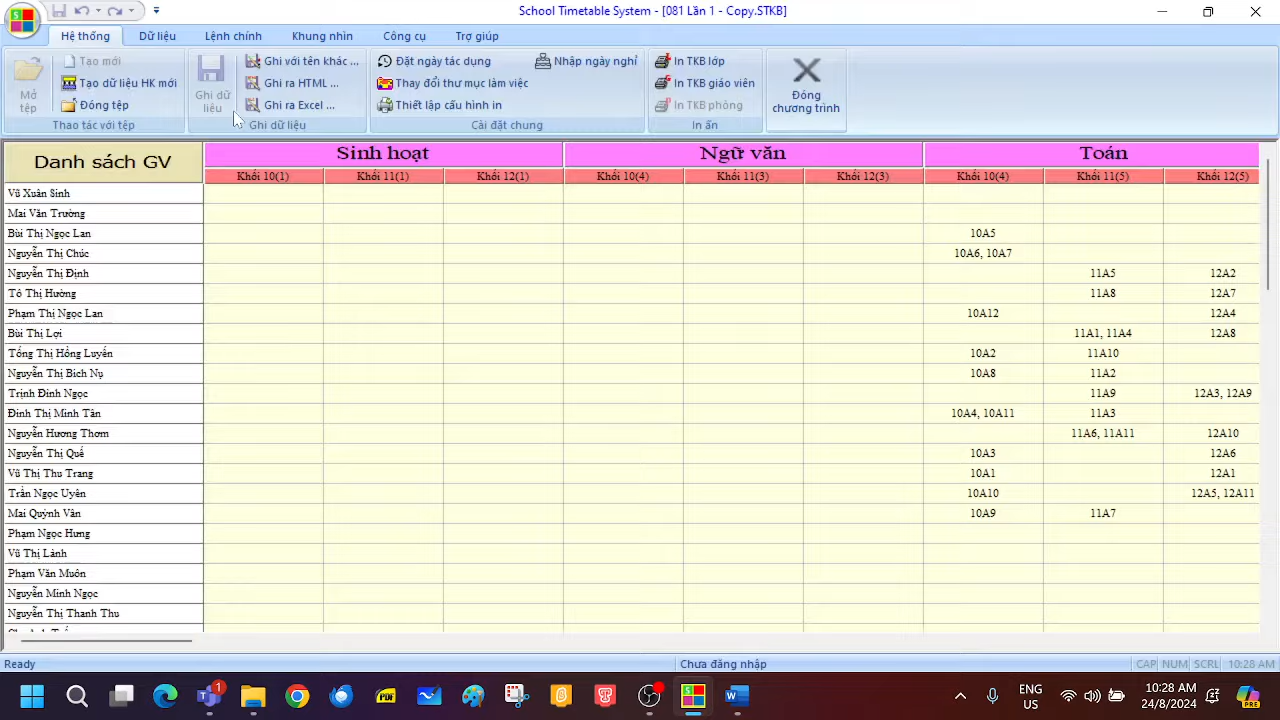 School Timetable System - [081 Lần 1 - Copy.STKB]
Hệ thống Dữ liệu Lệnh chính Khung nhìn Công cụ Trợ giúp
Mở tệp
Tạo mới
Tạo dữ liệu HK mới
Đóng tệp
Thao tác với tệp
Ghi dữ liệu
Ghi với tên khác ...
Ghi ra HTML ...
Ghi ra Excel ...
Ghi dữ liệu
Đặt ngày tác dụng
Thay đổi thư mục làm việc
Thiết lập cấu hình in
Nhập ngày nghỉ
Cài đặt chung
In TKB lớp
In TKB giáo viên
In TKB phòng
In ấn
Đóng
chương trình
Danh sách GV Sinh hoạt Ngữ văn Toán
Khối 10(1) Khối 11(1) Khối 12(1) Khối 10(4) Khối 11(3) Khối 12(3) Khối 10(4) Khối 11(5) Khối 12(5)
Vũ Xuân Sinh
Mai Văn Trường
Bùi Thị Ngọc Lan 10A5
Nguyễn Thị Chúc 10A6, 10A7
Nguyễn Thị Định 11A5 12A2
Tô Thị Hường 11A8 12A7
Phạm Thị Ngọc Lan 10A12 12A4
Bùi Thị Lợi 11A1, 11A4 12A8
Tống Thị Hồng Luyến 10A2 11A10
Nguyễn Thị Bích Nụ 10A8 11A2
Trịnh Đình Ngọc 11A9 12A3, 12A9
Đinh Thị Minh Tân 10A4, 10A11 11A3
Nguyễn Hương Thơm 11A6, 11A11 12A10
Nguyễn Thị Quế 10A3 12A6
Vũ Thị Thu Trang 10A1 12A1
Trần Ngọc Uyên 10A10 12A5, 12A11
Mai Quỳnh Vân 10A9 11A7
Phạm Ngọc Hưng
Vũ Thị Lành
Phạm Văn Muôn
Nguyễn Minh Ngọc
Nguyễn Thị Thanh Thu
Ready Chưa đăng nhập CAP NUM SCRL 10:28 AM
1 PDF ENG
US
10:28 AM
24/8/2024
PRE